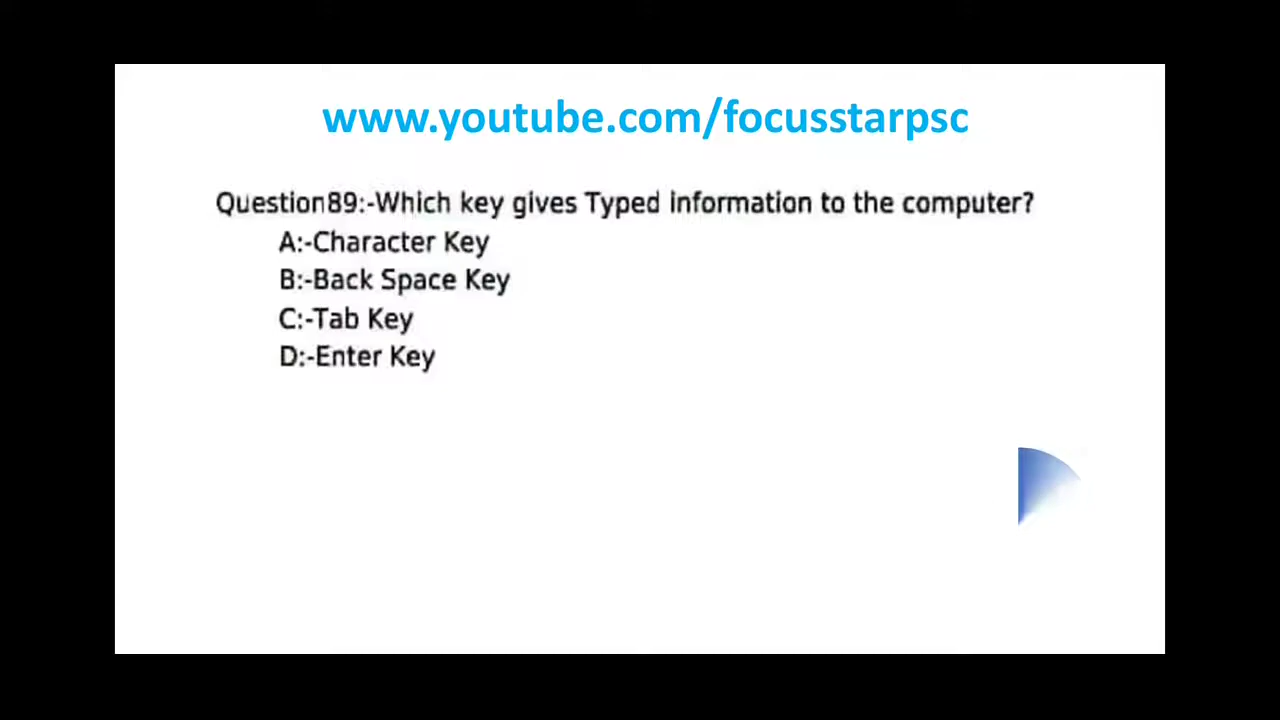 www.youtube.com/focusstarpsc
Question89:-Which key gives Typed information to the computer?
A:-Character Key
B:-Back Space Key
C:-Tab Key
D:-Enter Key